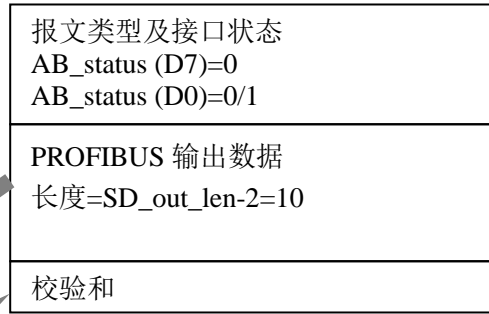 报文类型及接口状态
AB_status (D7)=0
AB_status (D0)=0/1
PROFIBUS 输出数据
长度=SD_out_len-2=10
校验和